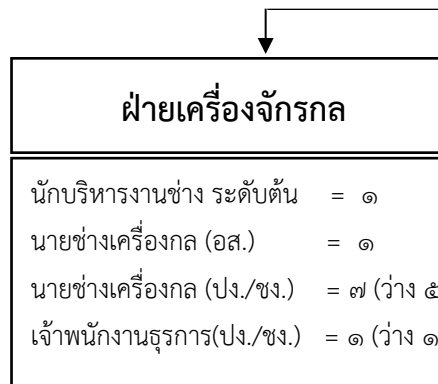 ฝ่ายเครื่องจักรกล
นักบริหารงานช่าง ระดับต้น = ๑
นายช่างเครื่องกล (อส.) = ๑
นายช่างเครื่องกล (ปง./ชง.) = ๗ (ว่าง ๕
เจ้าพนักงานธุรการ(ปง./ชง.) = ๑ (ว่าง ๑